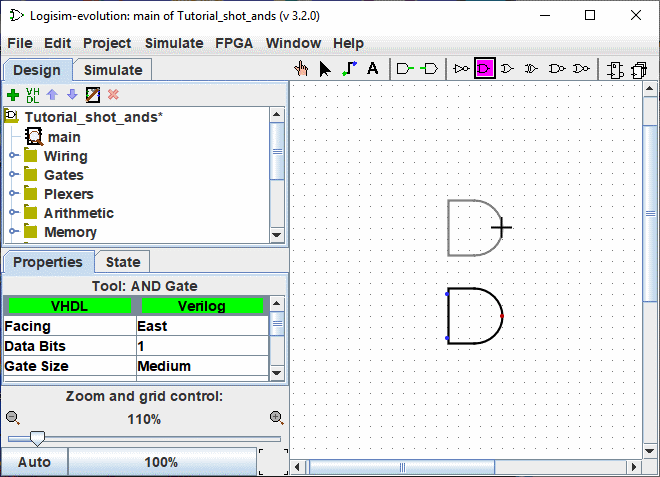 Logisim-evolution: main of Tutorial_shot_ands (v 3.2.0)
File Edit Project Simulate FPGA Window Help
Design Simulate
A
VH
DL
Tutorial_shot_ands*
main
Wiring
Gates
Plexers
Arithmetic
Memory
Properties State
Tool: AND Gate
VHDL Verilog
Facing East
Data Bits 1
Gate Size Medium
Zoom and grid control:
110%
Auto 100%